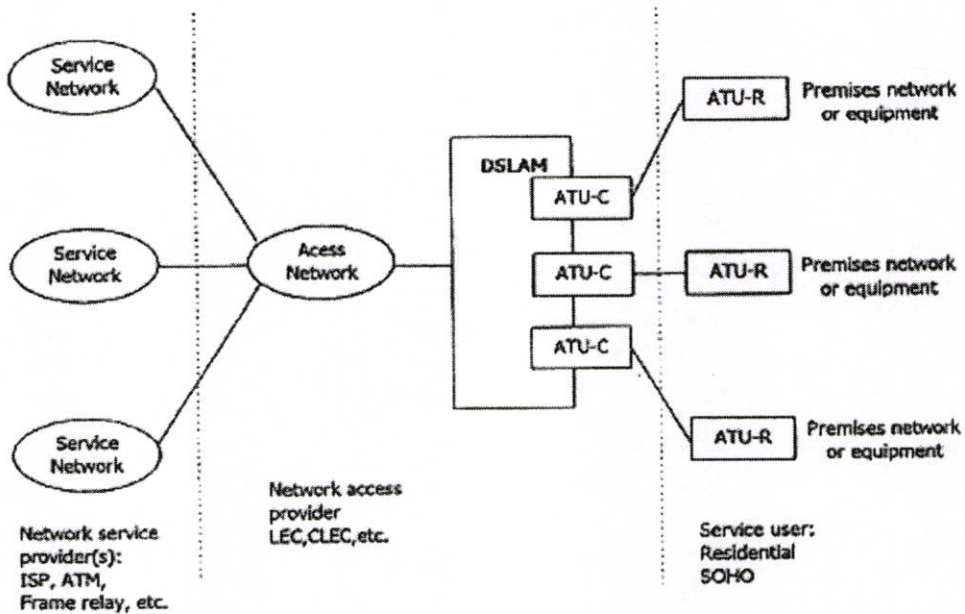 Service
Network
Service
Network
Service
Network
Network service
provider(s):
ISP, ATM,
Frame relay, etc.
Acess
Network
Network access
provider
LEC,CLEC,etc.
DSLAM
ATU-C
ATU-C
ATU-C
ATU-R
Premises network
or equipment
ATU-R
Premises network
or equipment
ATU-R
Premises network
or equipment
Service user:
Residential
SOHO